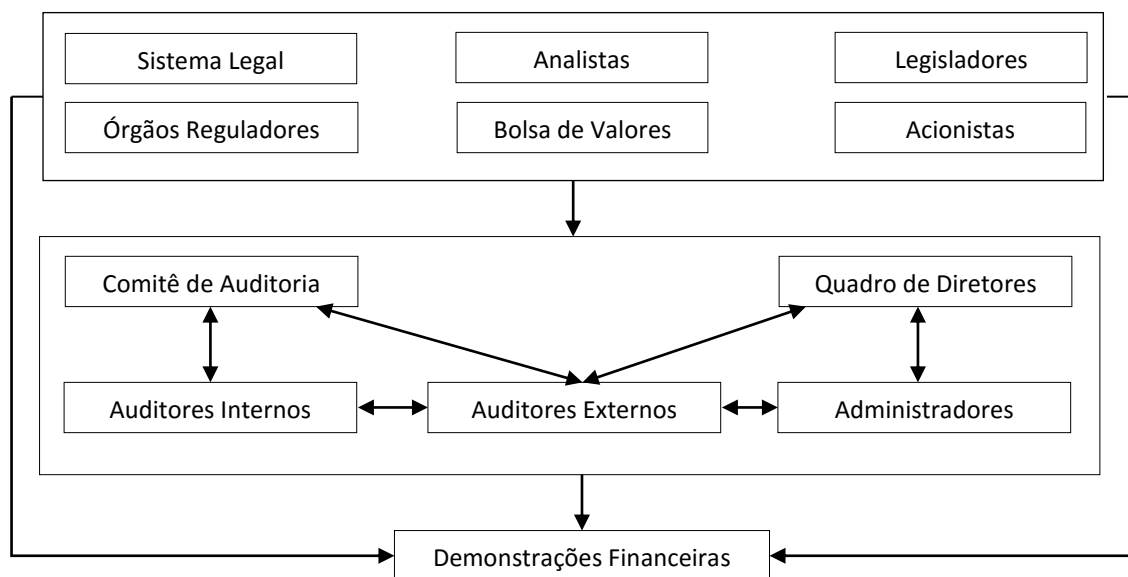 Sistema Legal
Analistas
Legisladores
Órgãos Reguladores
Bolsa de Valores
Acionistas
Comitê de Auditoria
Quadro de Diretores
Auditores Internos
Auditores Externos
Administradores
Demonstrações Financeiras